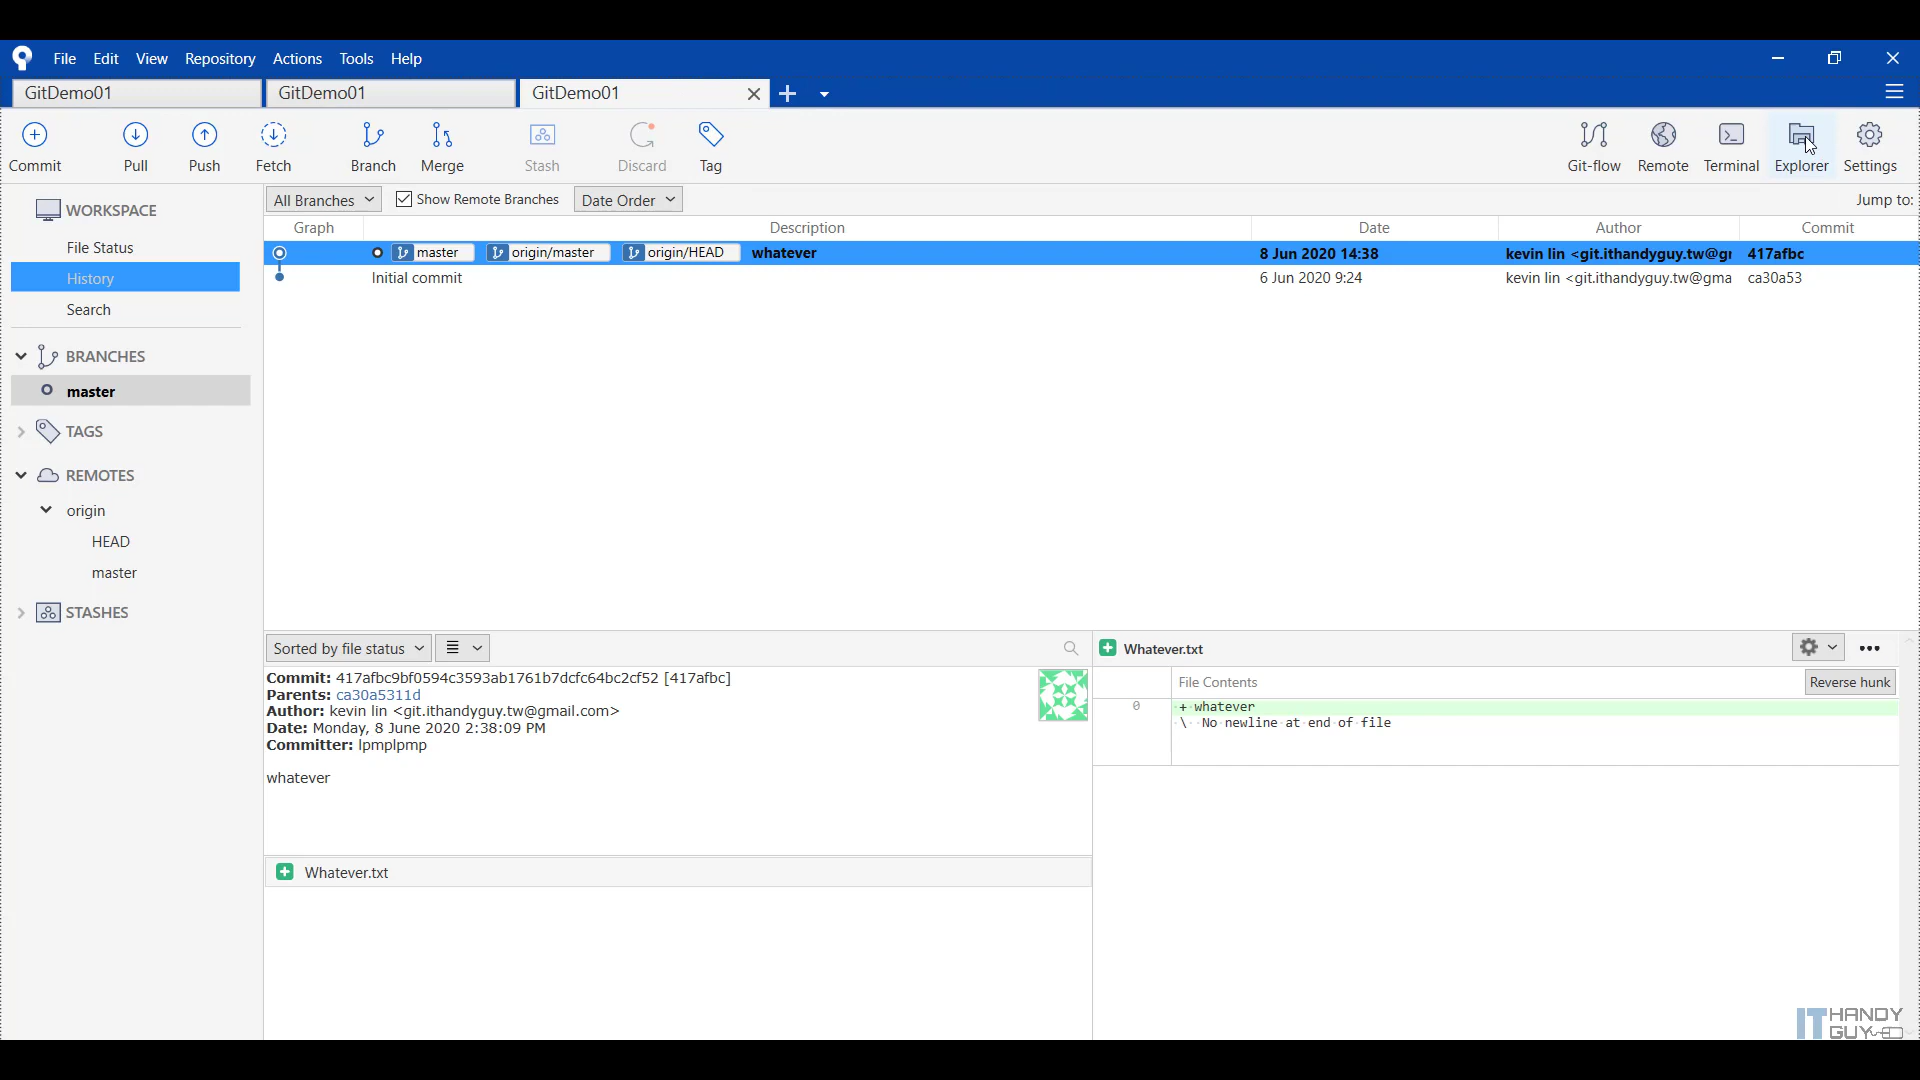 File Edit View Repository Actions Tools Help
GitDemo01 GitDemo01 GitDemo01
Commit Pull Push Fetch Branch Merge Stash Discard Tag Git-flow Remote Terminal Explorer Settings
WORKSPACE
File Status
History
Search
BRANCHES
master
TAGS
REMOTES
origin
HEAD
master
STASHES
All Branches Show Remote Branches Date Order Jump to:
Graph Description Date Author Commit
master origin/master origin/HEAD whatever 8 Jun 2020 14:38 kevin lin <git.ithandyguy.tw@gr 417afbc
Initial commit 6 Jun 2020 9:24 kevin lin <git.ithandyguy.tw@gma ca30a53
Sorted by file status
Commit: 417afbc9bf0594c3593ab1761b7dcfc64bc2cf52 [417afbc]
Parents: ca30a5311d
Author: kevin lin <git.ithandyguy.tw@gmail.com>
Date: Monday, 8 June 2020 2:38:09 PM
Committer: lpmplpmp
whatever
Whatever.txt
Whatever.txt
File Contents Reverse hunk
0 + whatever
\ No newline at end of file
IT HANDY
GUY